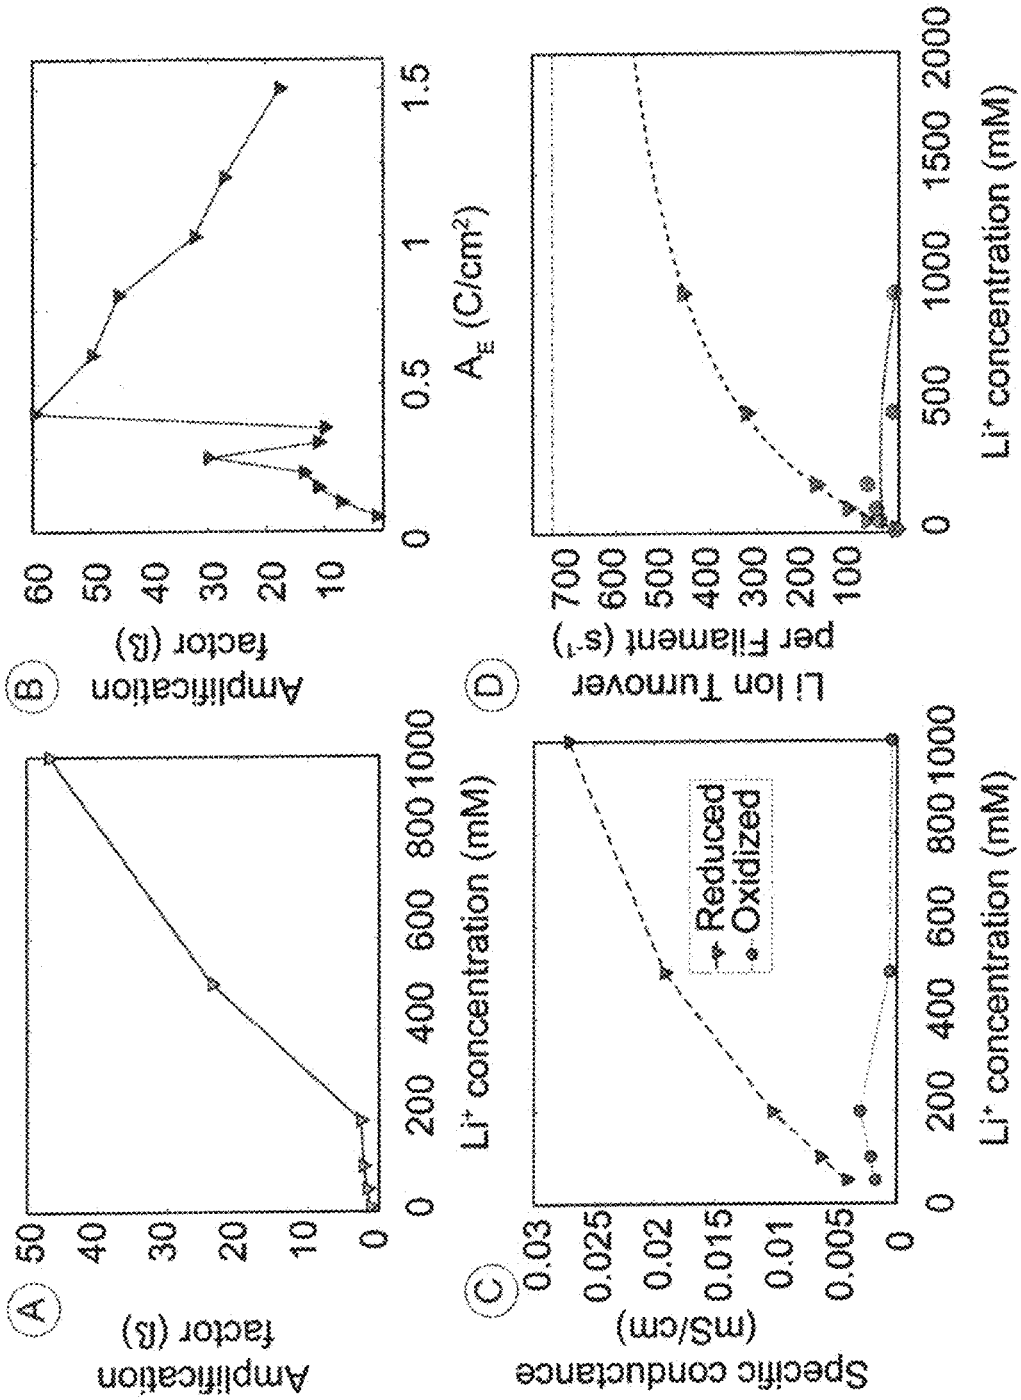 A
Amplification
factor (ß)
50
40
30
20
10
0
0
200
400
600
800
1000
Li⁺ concentration (mM)
B
Amplification
factor (ß)
60
50
40
30
20
10
0
0.5
1
1.5
A_E (C/cm²)
C
Specific conductance
(mS/cm)
0.03
0.025
0.02
0.015
0.01
0.005
0
Reduced
Oxidized
0
200
400
600
800
1000
Li⁺ concentration (mM)
D
Li Ion Turnover
per Filament (s⁻¹)
700
600
500
400
300
200
100
0
500
1000
1500
2000
Li⁺ concentration (mM)